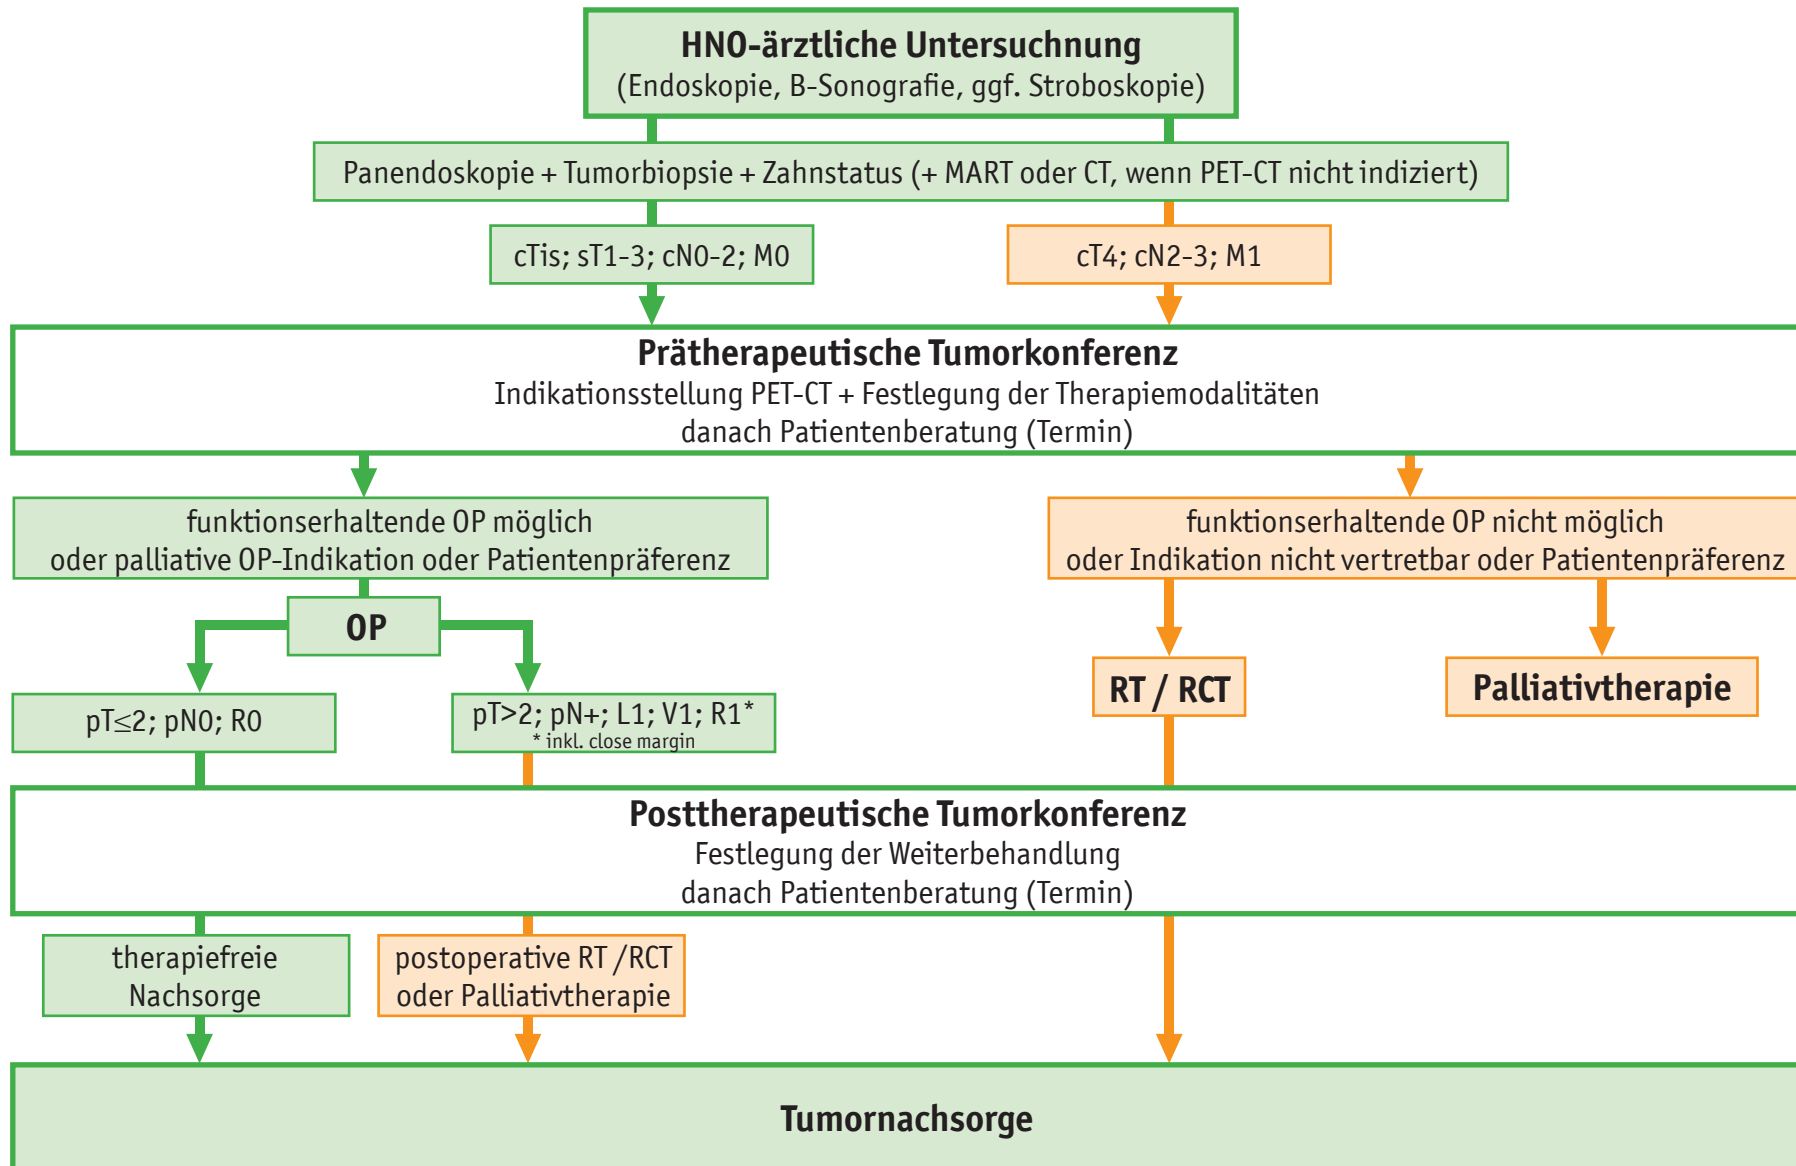 HNO-ärztliche Untersuchung
(Endoskopie, B-Sonografie, ggf. Stroboskopie)
Panendoskopie + Tumorbiopsie + Zahnstatus (+ MART oder CT, wenn PET-CT nicht indiziert)
cTis; sT1-3; cN0-2; M0
cT4; cN2-3; M1
Prätherapeutische Tumorkonferenz
Indikationsstellung PET-CT + Festlegung der Therapiemodalitäten
danach Patientenberatung (Termin)
funktionserhaltende OP möglich
oder palliative OP-Indikation oder Patientenpräferenz
funktionserhaltende OP nicht möglich
oder Indikation nicht vertretbar oder Patientenpräferenz
OP
RT / RCT
Palliativtherapie
pT≤2; pN0; R0
pT>2; pN+; L1; V1; R1*
* inkl. close margin
Posttherapeutische Tumorkonferenz
Festlegung der Weiterbehandlung
danach Patientenberatung (Termin)
therapiefreie
Nachsorge
postoperative RT /RCT
oder Palliativtherapie
Tumornachsorge